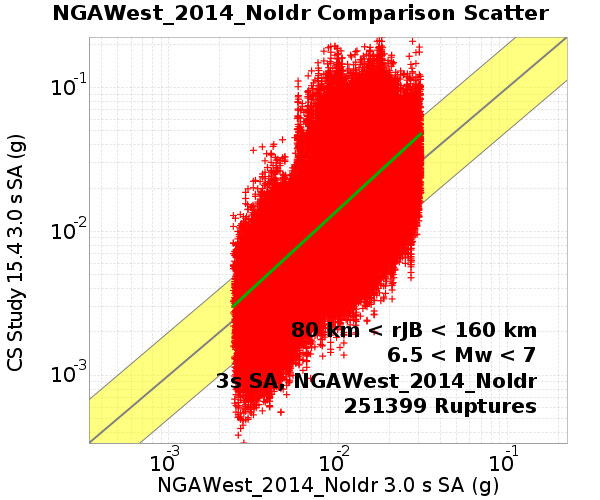 NGAWest_2014_NoIdr Comparison Scatter
CS Study 15.4 3.0 s SA (g)
10-1
10-2
10-3
80 km < rJB < 160 km
6.5 < Mw < 7
3s SA, NGAWest_2014_NoIdr
251399 Ruptures
10-3
10-2
10-1
NGAWest_2014_NoIdr 3.0 s SA (g)